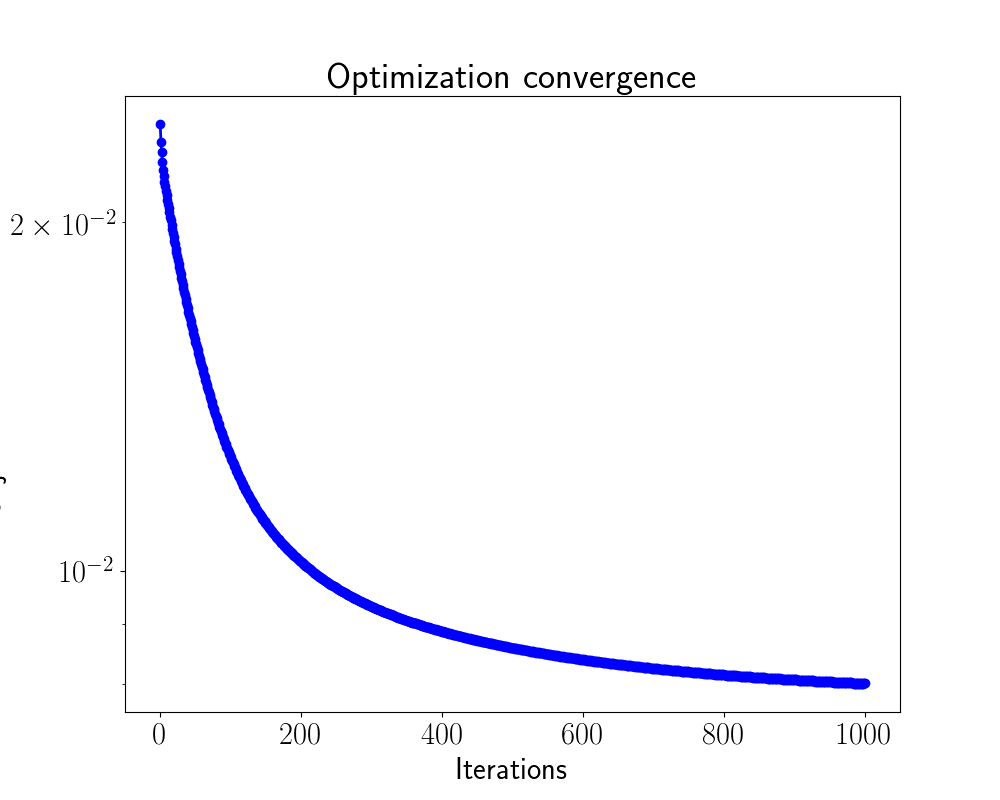 Optimization convergence
2 × 10⁻²
10⁻²
0 200 400 600 800 1000
Iterations